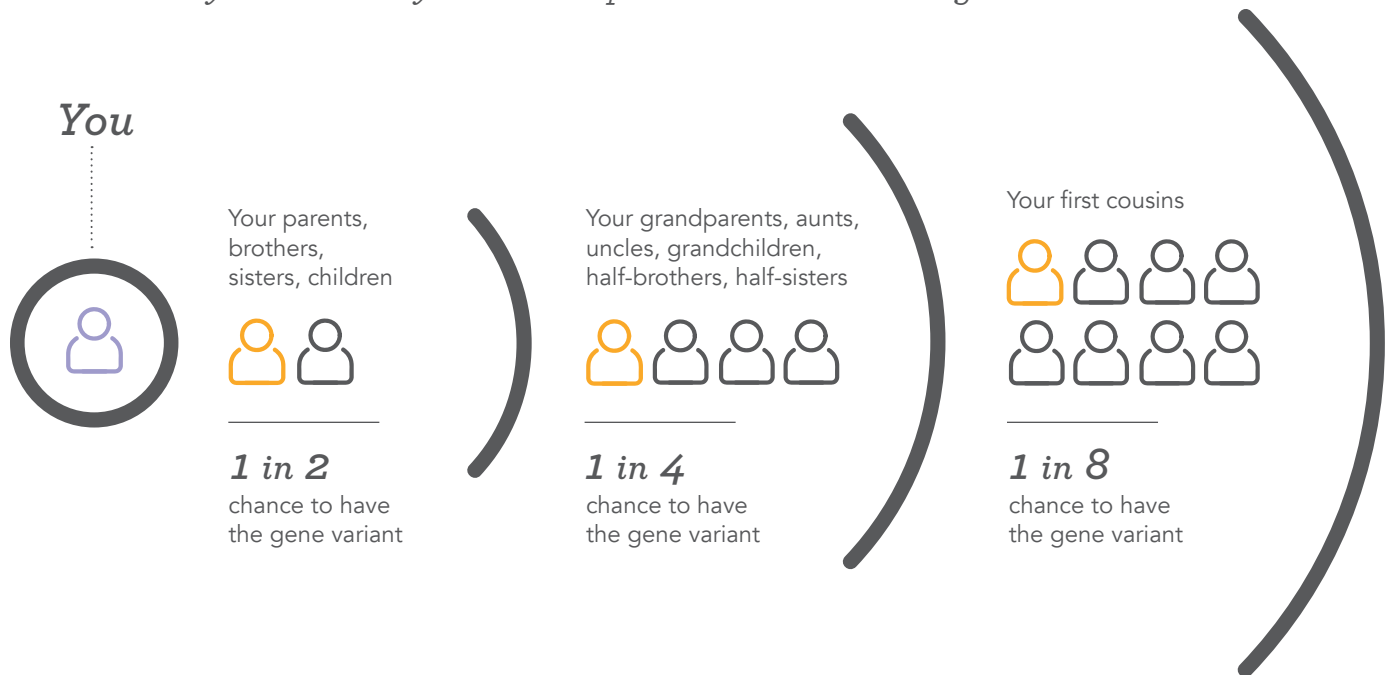 You
Your parents,
brothers,
sisters, children
1 in 2
chance to have
the gene variant
Your grandparents, aunts,
uncles, grandchildren,
half-brothers, half-sisters
1 in 4
chance to have
the gene variant
Your first cousins
1 in 8
chance to have
the gene variant